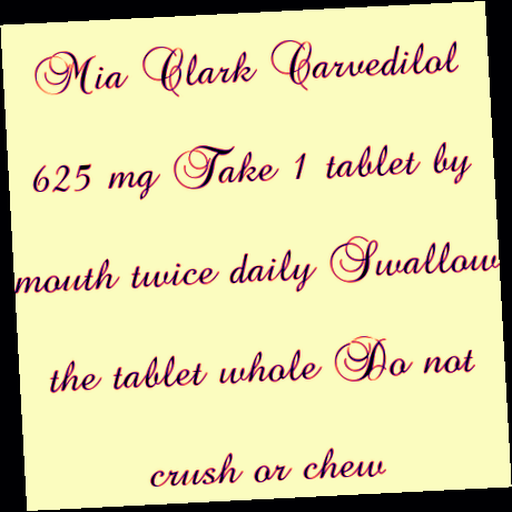 Mia Clark Carvedilol
625 mg Take 1 tablet by
mouth twice daily Swallow
the tablet whole Do not
crush or chew